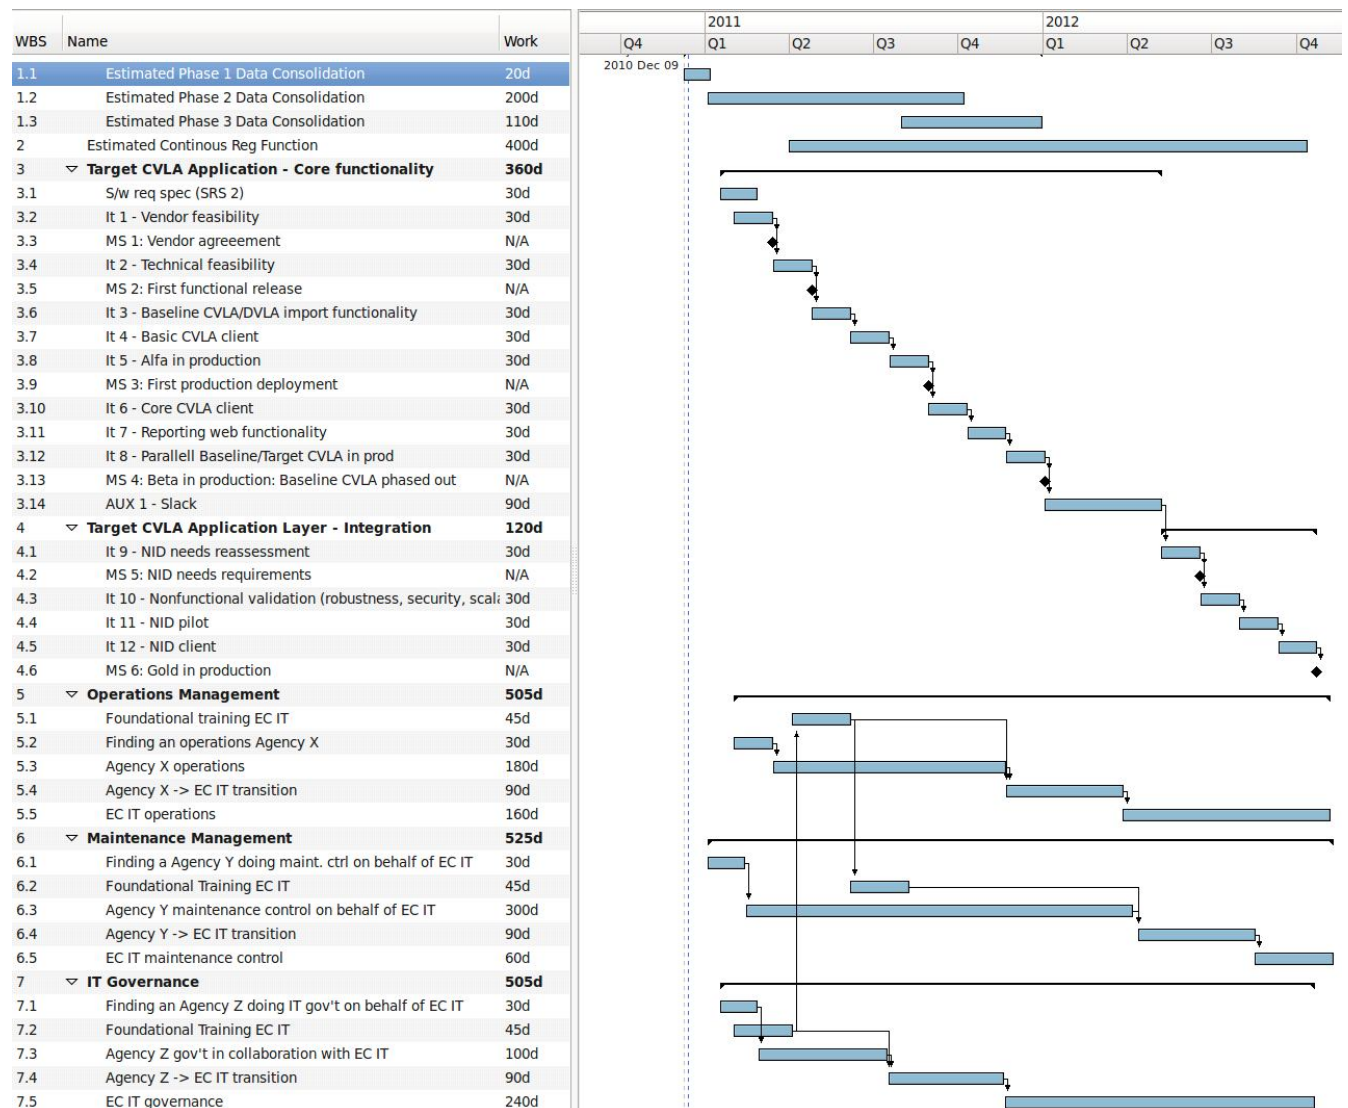 2011 2012
WBS Name Work Q4 Q1 Q2 Q3 Q4 Q1 Q2 Q3 Q4
2010 Dec 09
1.1 Estimated Phase 1 Data Consolidation 20d
1.2 Estimated Phase 2 Data Consolidation 200d
1.3 Estimated Phase 3 Data Consolidation 110d
2 Estimated Continous Reg Function 400d
3 Target CVLA Application - Core functionality 360d
3.1 S/w req spec (SRS 2) 30d
3.2 It 1 - Vendor feasibility 30d
3.3 MS 1: Vendor agreeement N/A
3.4 It 2 - Technical feasibility 30d
3.5 MS 2: First functional release N/A
3.6 It 3 - Baseline CVLA/DVLA import functionality 30d
3.7 It 4 - Basic CVLA client 30d
3.8 It 5 - Alfa in production 30d
3.9 MS 3: First production deployment N/A
3.10 It 6 - Core CVLA client 30d
3.11 It 7 - Reporting web functionality 30d
3.12 It 8 - Parallell Baseline/Target CVLA in prod 30d
3.13 MS 4: Beta in production: Baseline CVLA phased out N/A
3.14 AUX 1 - Slack 90d
4 Target CVLA Application Layer - Integration 120d
4.1 It 9 - NID needs reassessment 30d
4.2 MS 5: NID needs requirements N/A
4.3 It 10 - Nonfunctional validation (robustness, security, scala 30d
4.4 It 11 - NID pilot 30d
4.5 It 12 - NID client 30d
4.6 MS 6: Gold in production N/A
5 Operations Management 505d
5.1 Foundational training EC IT 45d
5.2 Finding an operations Agency X 30d
5.3 Agency X operations 180d
5.4 Agency X -> EC IT transition 90d
5.5 EC IT operations 160d
6 Maintenance Management 525d
6.1 Finding a Agency Y doing maint. ctrl on behalf of EC IT 30d
6.2 Foundational Training EC IT 45d
6.3 Agency Y maintenance control on behalf of EC IT 300d
6.4 Agency Y -> EC IT transition 90d
6.5 EC IT maintenance control 60d
7 IT Governance 505d
7.1 Finding an Agency Z doing IT gov't on behalf of EC IT 30d
7.2 Foundational Training EC IT 45d
7.3 Agency Z gov't in collaboration with EC IT 100d
7.4 Agency Z -> EC IT transition 90d
7.5 EC IT governance 240d